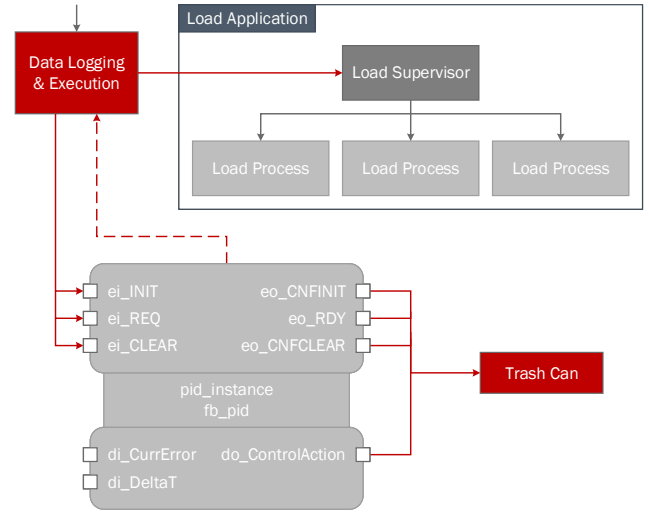 Load Application
Data Logging
& Execution
Load Supervisor
Load Process
Load Process
Load Process
ei_INIT
eo_CNFINIT
ei_REQ
eo_RDY
ei_CLEAR
eo_CNFCLEAR
Trash Can
pid_instance
fb_pid
di_CurrError
do_ControlAction
di_DeltaT